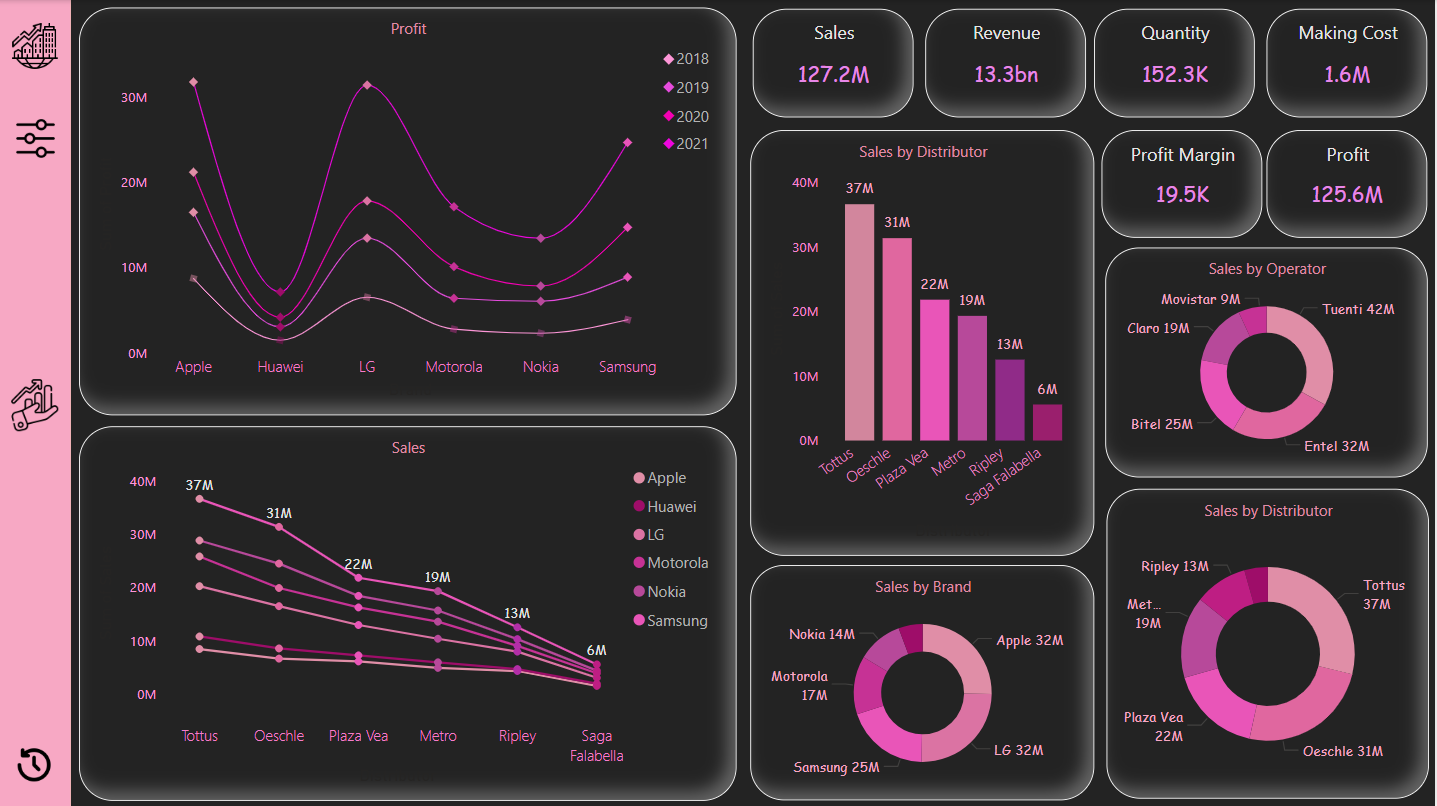 Profit
2018
2019
2020
2021
30M
20M
10M
0M
Apple
Huawei
LG
Motorola
Nokia
Samsung
Sales
127.2M
Revenue
13.3bn
Quantity
152.3K
Making Cost
1.6M
Profit Margin
19.5K
Profit
125.6M
Sales by Distributor
40M
30M
20M
10M
0M
37M
31M
22M
19M
13M
6M
Tottus
Oeschle
Plaza Vea
Metro
Ripley
Saga Falabella
Sales by Operator
Movistar 9M
Tuenti 42M
Claro 19M
Bitel 25M
Entel 32M
Sales
40M
30M
20M
10M
0M
37M
31M
22M
19M
13M
6M
Apple
Huawei
LG
Motorola
Nokia
Samsung
Tottus
Oeschle
Plaza Vea
Metro
Ripley
Saga
Falabella
Sales by Brand
Nokia 14M
Apple 32M
Motorola
17M
Samsung 25M
LG 32M
Sales by Distributor
Ripley 13M
Tottus
37M
Met...
19M
Plaza Vea
22M
Oeschle 31M